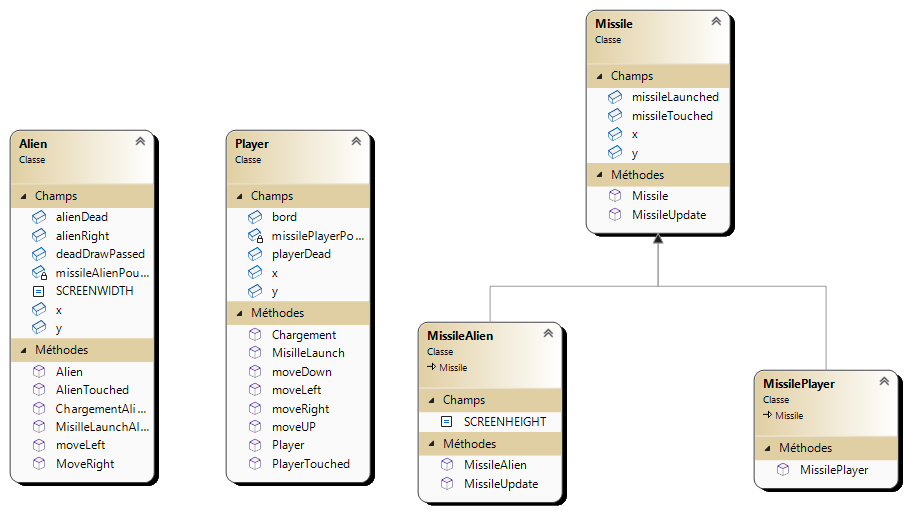 Alien
Classe
Champs
alienDead
alienRight
deadDrawPassed
missileAlienPou...
SCREENWIDTH
x
y
Méthodes
Alien
AlienTouched
ChargementAli...
MisilleLaunchAl...
moveLeft
MoveRight
Player
Classe
Champs
bord
missilePlayerPo...
playerDead
x
y
Méthodes
Chargement
MisilleLaunch
moveDown
moveLeft
moveRight
moveUP
Player
PlayerTouched
Missile
Classe
Champs
missileLaunched
missileTouched
x
y
Méthodes
Missile
MissileUpdate
MissileAlien
Classe
Missile
Champs
SCREENHEIGHT
Méthodes
MissileAlien
MissileUpdate
MissilePlayer
Classe
Missile
Méthodes
MissilePlayer